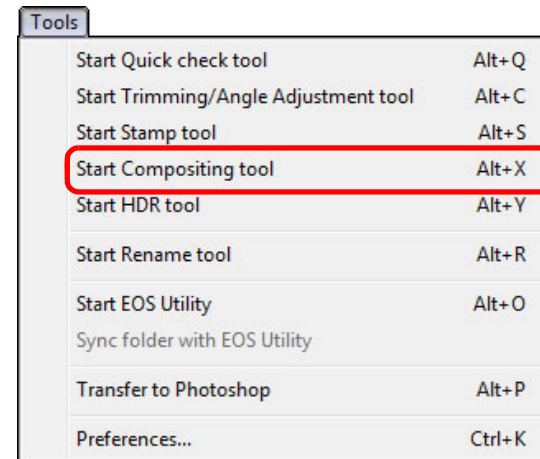 Tools
Start Quick check tool Alt+Q
Start Trimming/Angle Adjustment tool Alt+C
Start Stamp tool Alt+S
Start Compositing tool Alt+X
Start HDR tool Alt+Y
Start Rename tool Alt+R
Start EOS Utility Alt+O
Sync folder with EOS Utility
Transfer to Photoshop Alt+P
Preferences... Ctrl+K